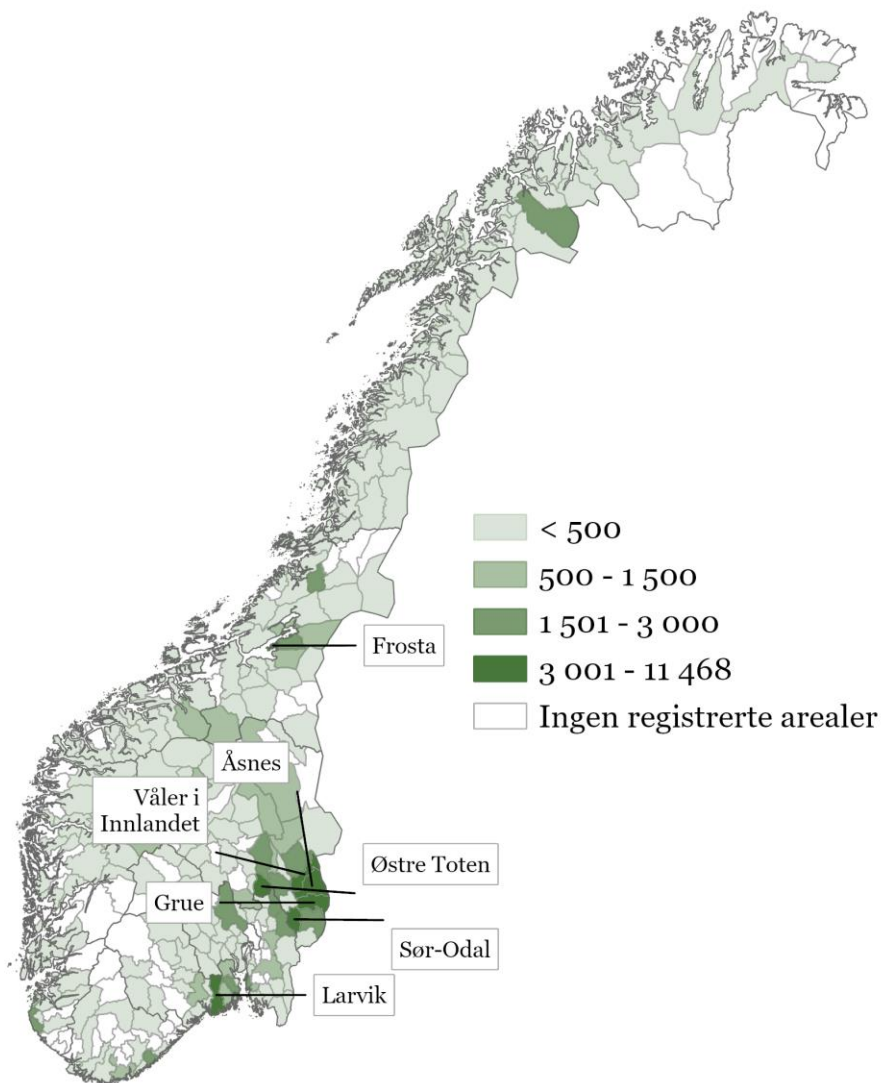 < 500
500 - 1 500
1 501 - 3 000
3 001 - 11 468
Ingen registrerte arealer
Frosta
Åsnes
Våler i
Innlandet
Østre Toten
Grue
Sør-Odal
Larvik